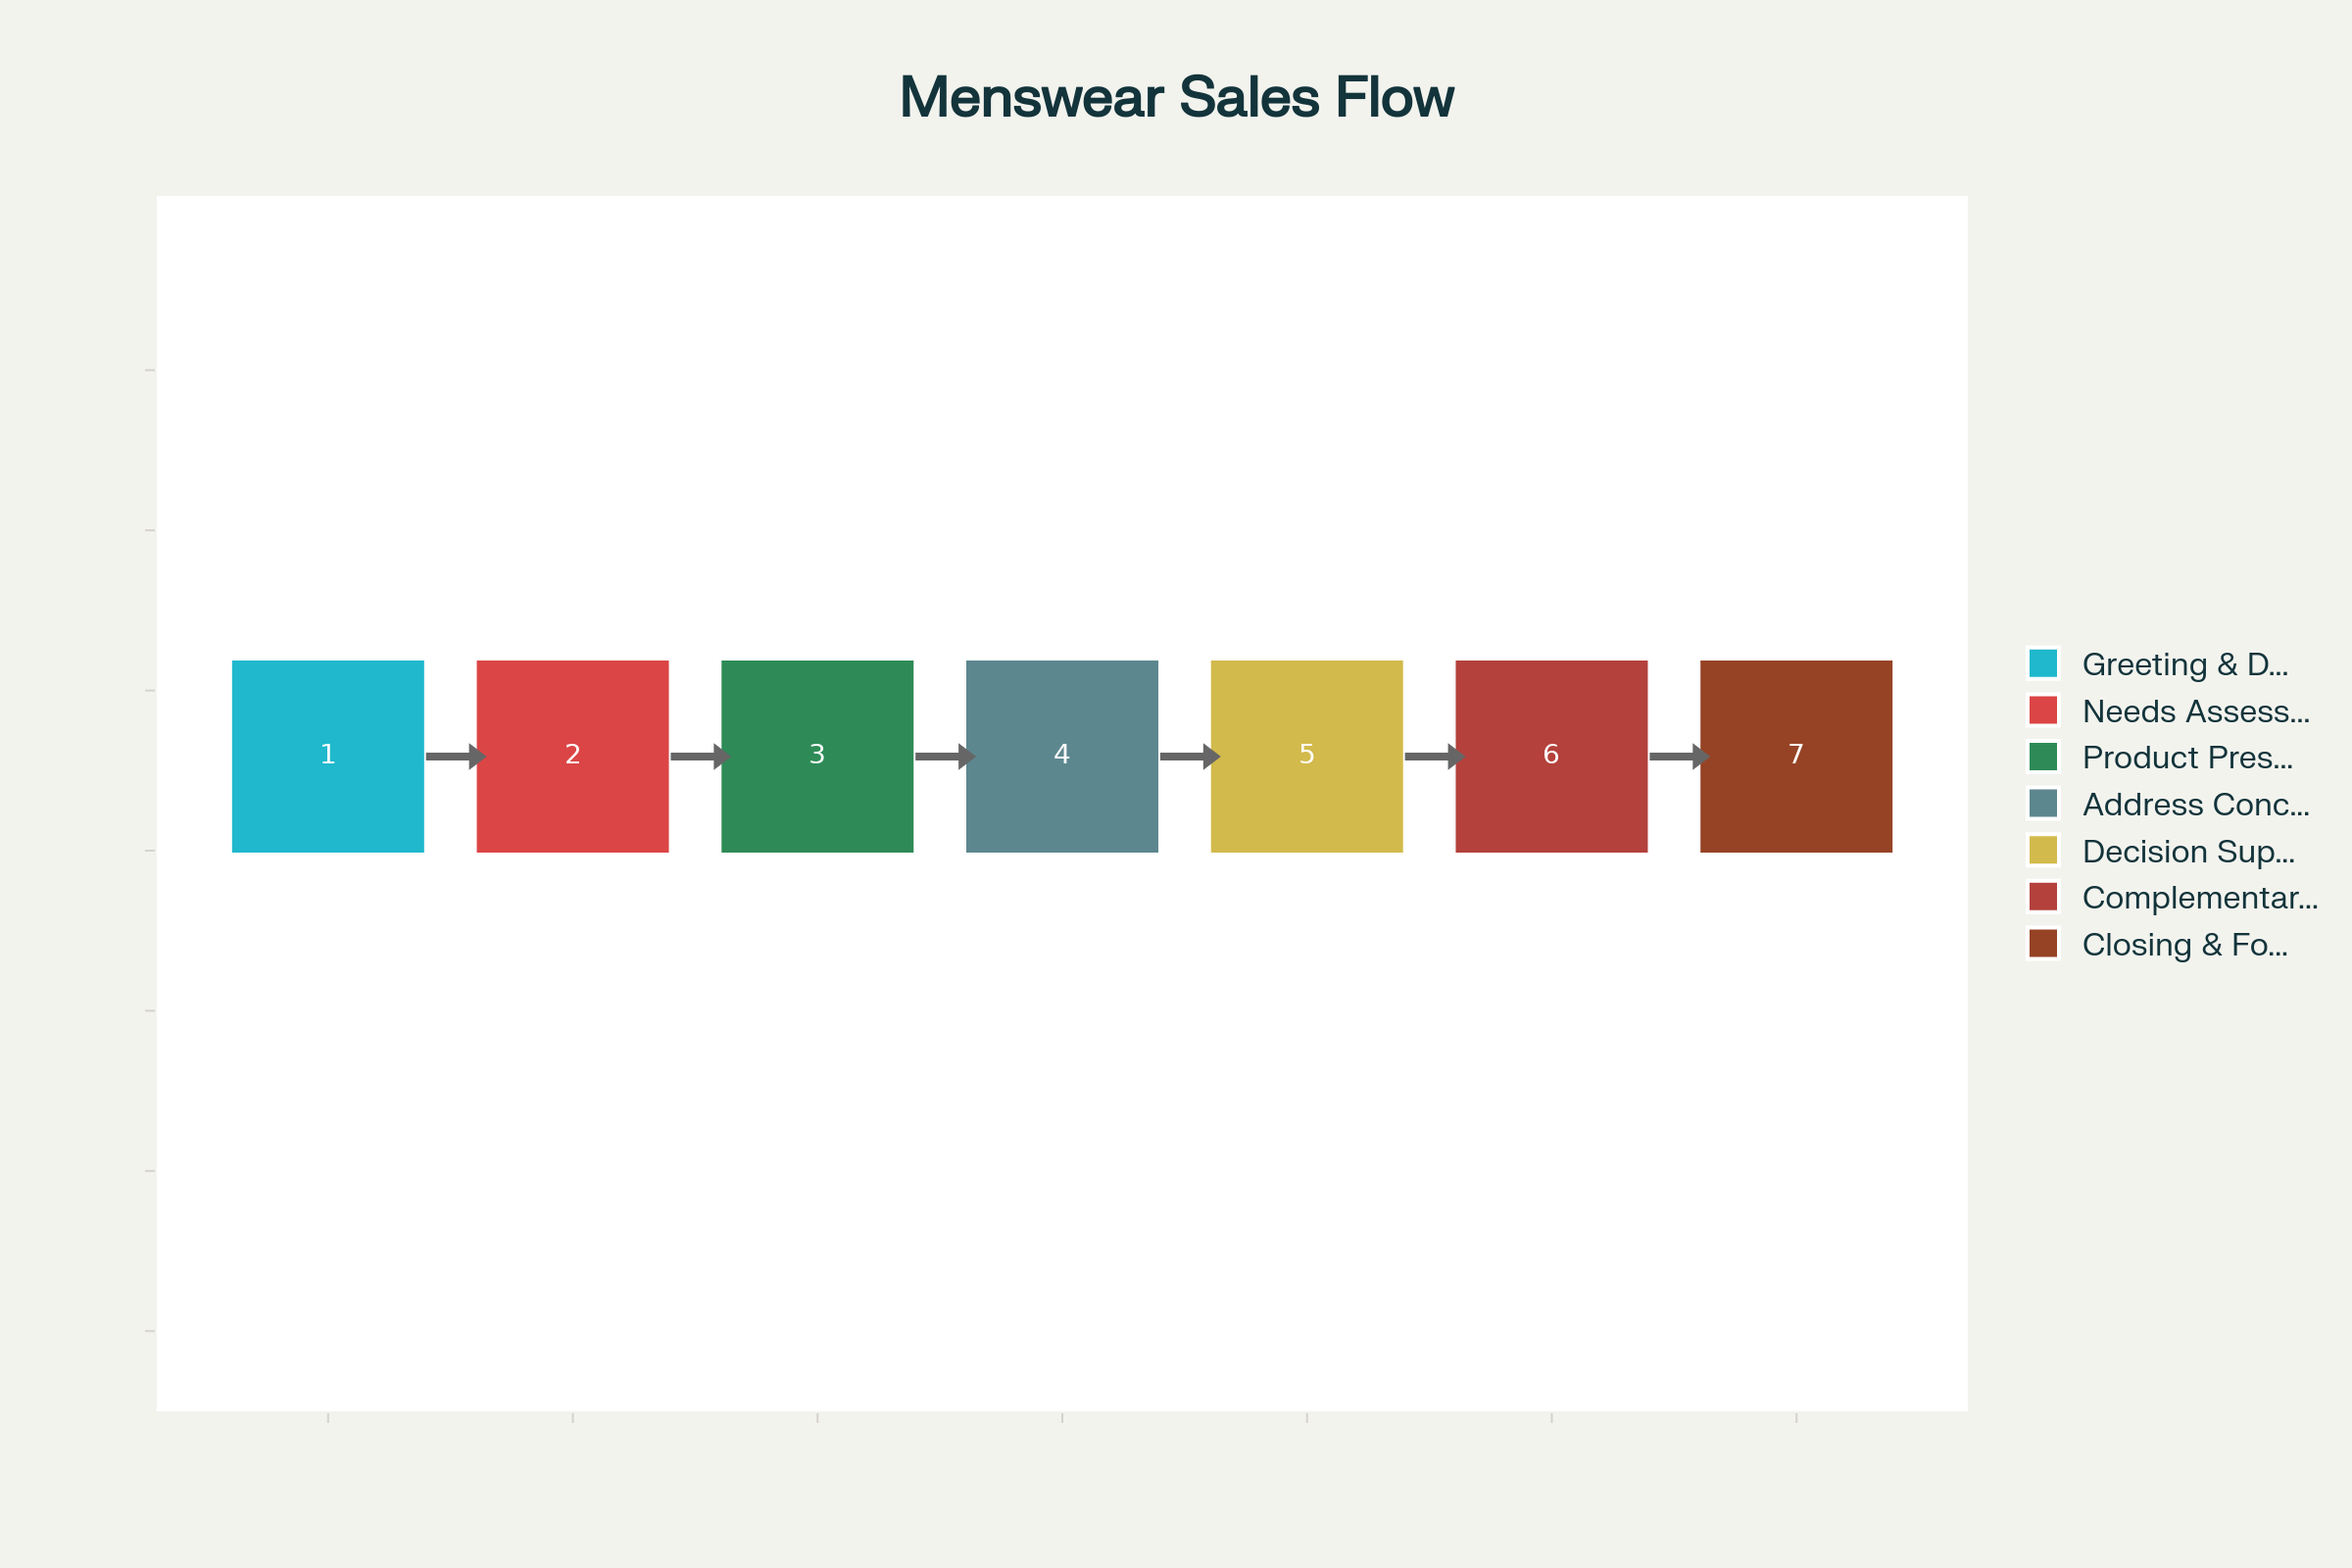 Menswear Sales Flow
1 2 3 4 5 6 7
Greeting & D...
Needs Assess...
Product Pres...
Address Conc...
Decision Sup...
Complementar...
Closing & Fo...